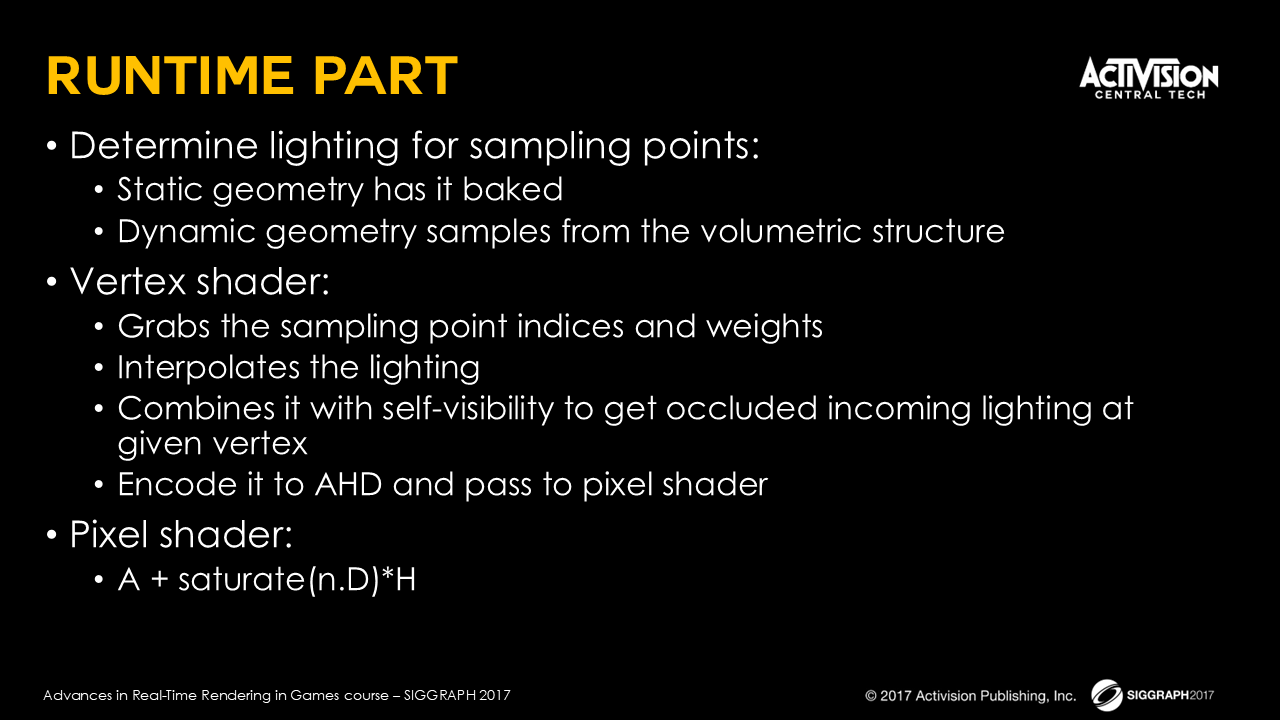 RUNTIME PART
ACTIVISION
CENTRAL TECH
• Determine lighting for sampling points:
• Static geometry has it baked
• Dynamic geometry samples from the volumetric structure
• Vertex shader:
• Grabs the sampling point indices and weights
• Interpolates the lighting
• Combines it with self-visibility to get occluded incoming lighting at
given vertex
• Encode it to AHD and pass to pixel shader
• Pixel shader:
• A + saturate(n.D)*H
Advances in Real-Time Rendering in Games course – SIGGRAPH 2017
© 2017 Activision Publishing, Inc.
SIGGRAPH2017